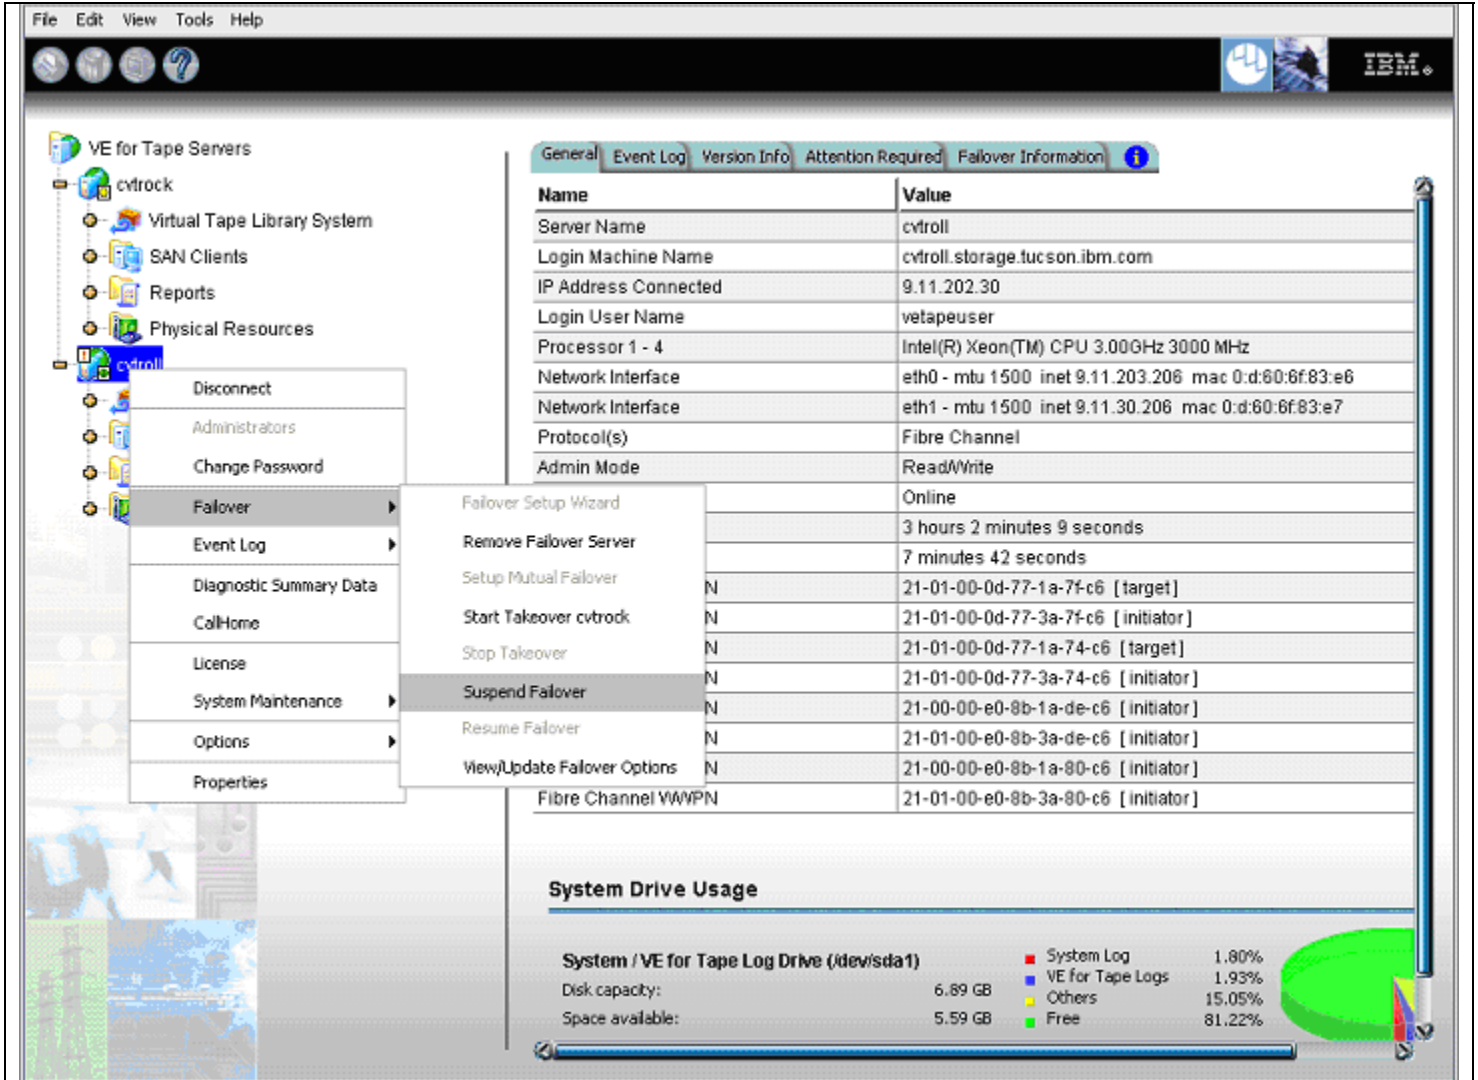 File Edit View Tools Help
IBM
VE for Tape Servers
cvtrock
Virtual Tape Library System
SAN Clients
Reports
Physical Resources
cvtroll
Disconnect
Administrators
Change Password
Failover
Event Log
Diagnostic Summary Data
CallHome
License
System Maintenance
Options
Properties
Failover Setup Wizard
Remove Failover Server
Setup Mutual Failover
Start Takeover cvtrock
Stop Takeover
Suspend Failover
Resume Failover
View/Update Failover Options
General Event Log Version Info Attention Required Failover Information
Name Value
Server Name cvtroll
Login Machine Name cvtroll.storage.tucson.ibm.com
IP Address Connected 9.11.202.30
Login User Name vetapeuser
Processor 1 - 4 Intel(R) Xeon(TM) CPU 3.00GHz 3000 MHz
Network Interface eth0 - mtu 1500 inet 9.11.203.206 mac 0:d:60:6f:83:e6
Network Interface eth1 - mtu 1500 inet 9.11.30.206 mac 0:d:60:6f:83:e7
Protocol(s) Fibre Channel
Admin Mode Read/Write
Online
3 hours 2 minutes 9 seconds
7 minutes 42 seconds
N 21-01-00-0d-77-1a-7f-c6 [target]
N 21-01-00-0d-77-3a-7f-c6 [initiator]
N 21-00-00-0d-77-1a-74-c6 [target]
N 21-01-00-0d-77-3a-74-c6 [initiator]
N 21-00-00-e0-8b-1a-de-c6 [initiator]
N 21-01-00-e0-8b-3a-de-c6 [initiator]
N 21-00-00-e0-8b-1a-80-c6 [initiator]
Fibre Channel WWPN 21-01-00-e0-8b-3a-80-c6 [initiator]
System Drive Usage
System / VE for Tape Log Drive (/dev/sda1)
Disk capacity: 6.89 GB
Space available: 5.59 GB
System Log 1.80%
VE for Tape Logs 1.93%
Others 15.05%
Free 81.22%